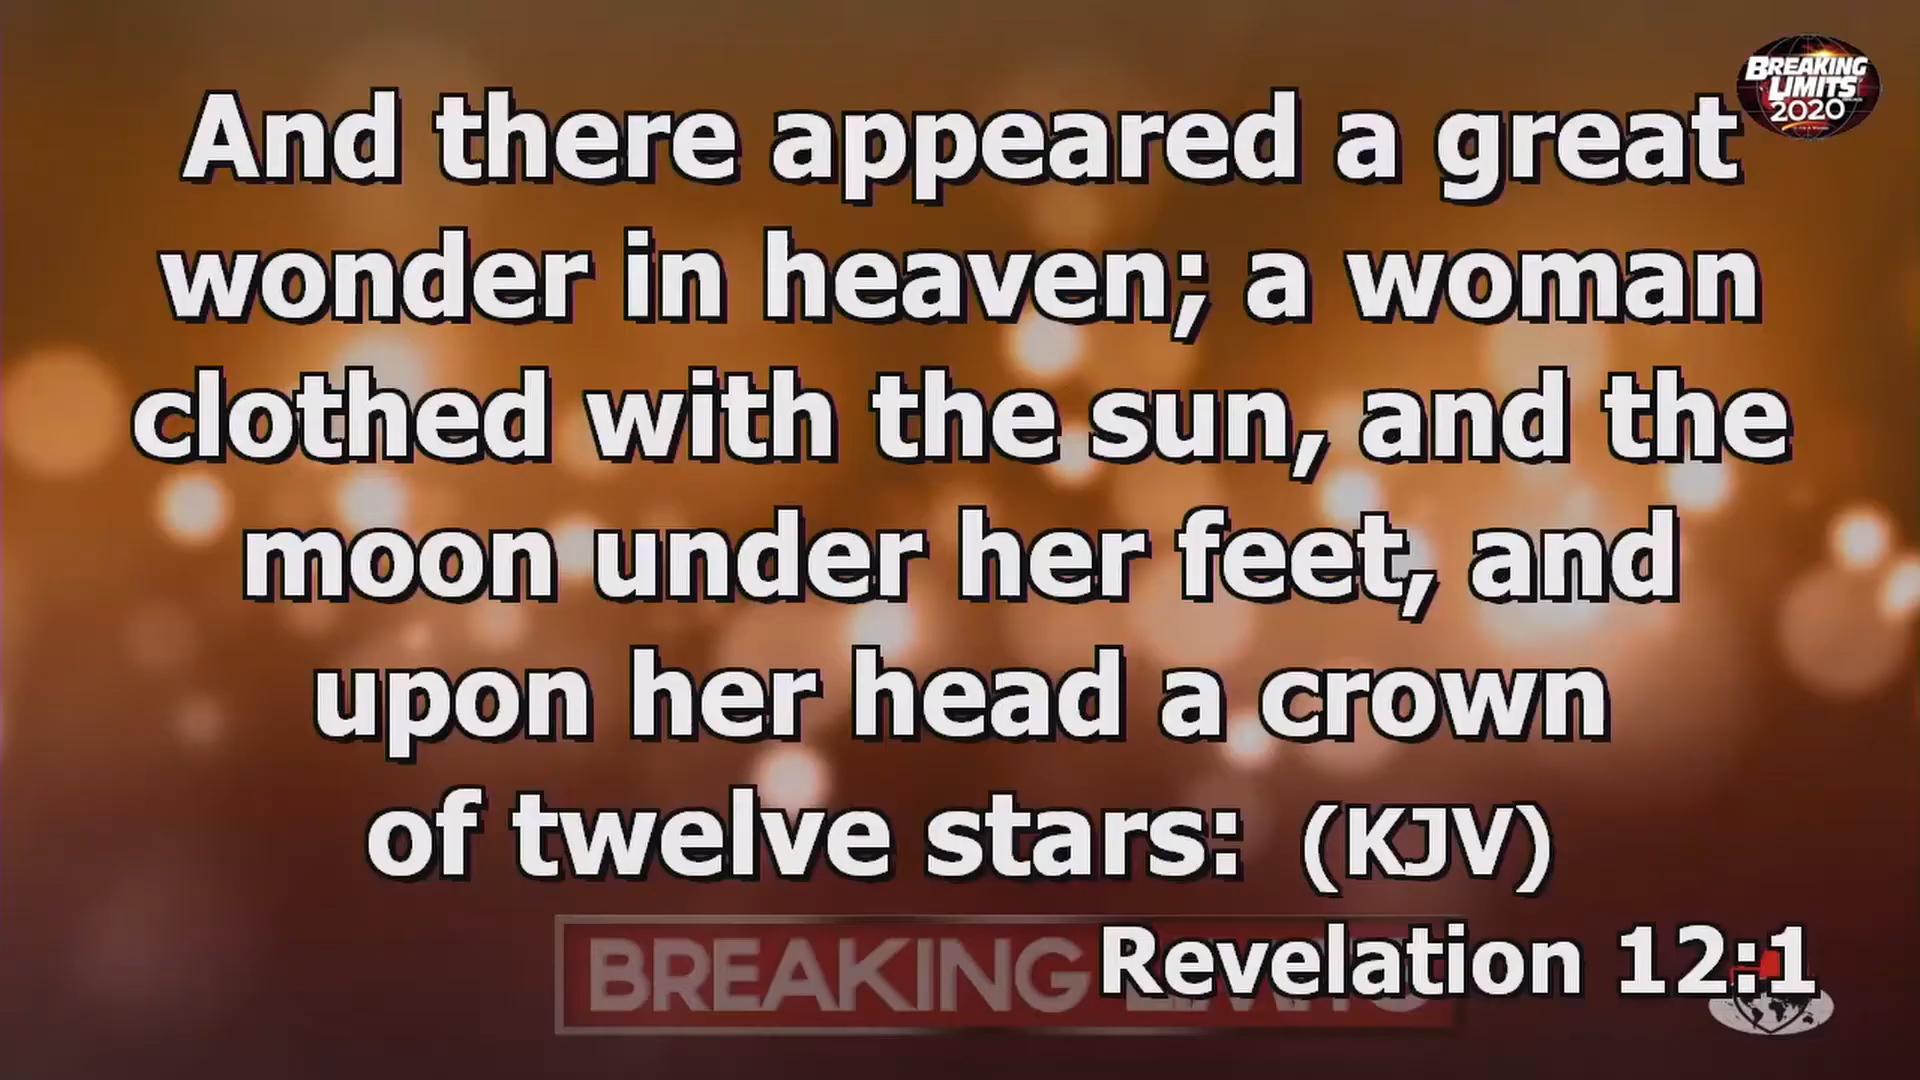 BREAKING
LIMITS
2020
And there appeared a great
wonder in heaven; a woman
clothed with the sun, and the
moon under her feet, and
upon her head a crown
of twelve stars: (KJV)
Revelation 12:1
BREAKING